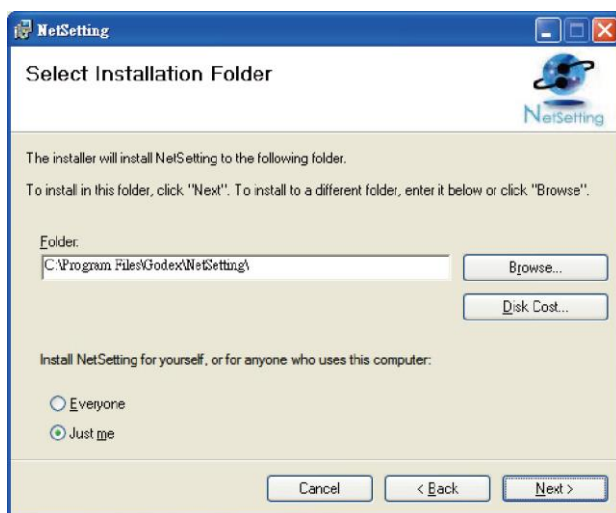 NetSetting
Select Installation Folder
NetSetting
The installer will install NetSetting to the following folder.
To install in this folder, click "Next". To install to a different folder, enter it below or click "Browse".
Folder:
C:\Program Files\Godex\NetSetting\
Browse...
Disk Cost...
Install NetSetting for yourself, or for anyone who uses this computer:
Everyone
Just me
Cancel
< Back
Next >